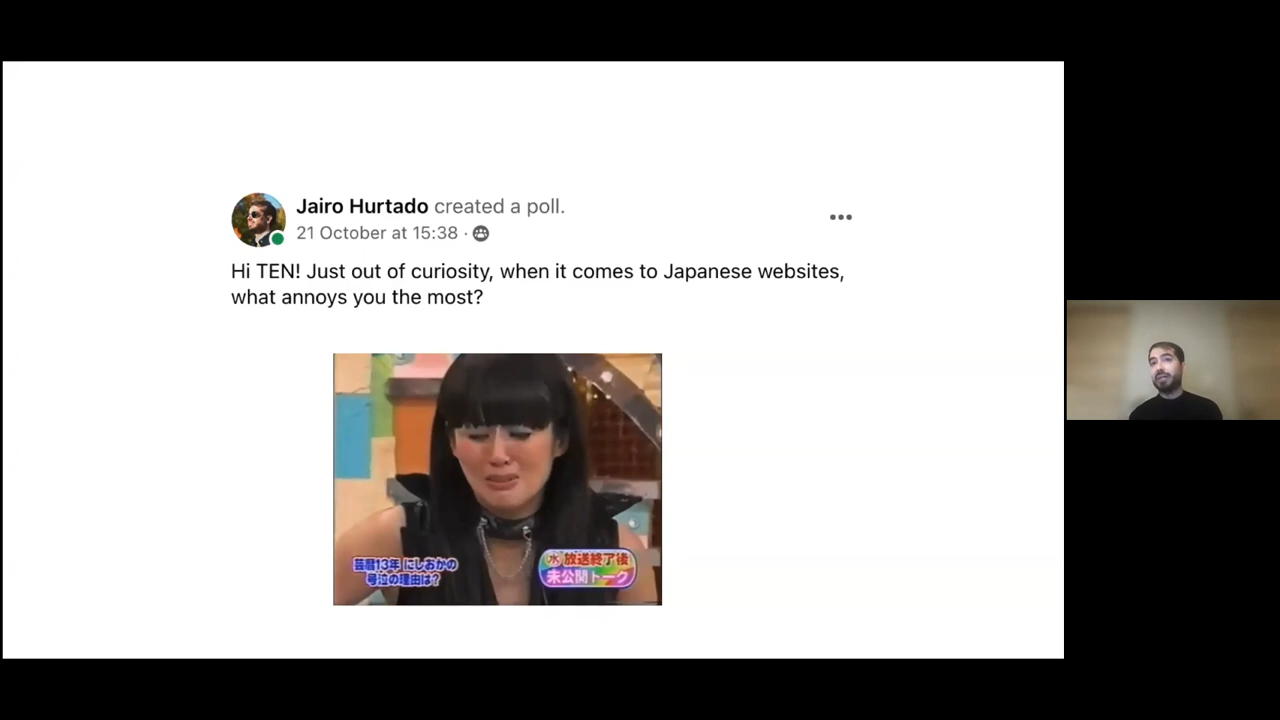 Jairo Hurtado created a poll.
21 October at 15:38 ·
Hi TEN! Just out of curiosity, when it comes to Japanese websites,
what annoys you the most?
芸暦13年 にしおかの
号泣の理由は?
水 放送終了後
未公開トーク